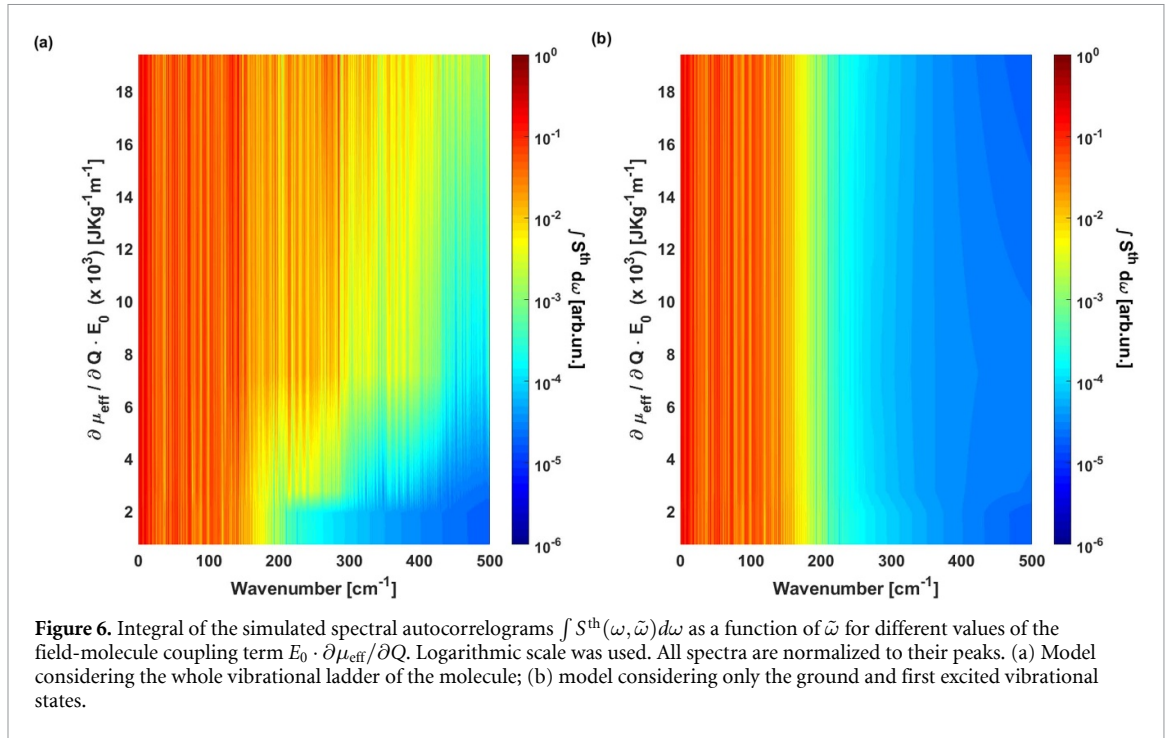 (a)
(b)
18
16
14
12
10
8
6
4
2
∂ μeff / ∂ Q · E0 (x 10³) [JKg⁻¹m⁻¹]
0 100 200 300 400 500
Wavenumber [cm⁻¹]
10⁰
10⁻¹
10⁻²
10⁻³
10⁻⁴
10⁻⁵
10⁻⁶
∫ Sᵗʰ dω [arb.un.]
18
16
14
12
10
8
6
4
2
∂ μeff / ∂ Q · E0 (x 10³) [JKg⁻¹m⁻¹]
0 100 200 300 400 500
Wavenumber [cm⁻¹]
10⁰
10⁻¹
10⁻²
10⁻³
10⁻⁴
10⁻⁵
10⁻⁶
∫ Sᵗʰ dω [arb.un.]
Figure 6. Integral of the simulated spectral autocorrelograms ∫ Sᵗʰ(ω, ω̃)dω as a function of ω̃ for different values of the
field-molecule coupling term E0 · ∂μeff/∂Q. Logarithmic scale was used. All spectra are normalized to their peaks. (a) Model
considering the whole vibrational ladder of the molecule; (b) model considering only the ground and first excited vibrational
states.